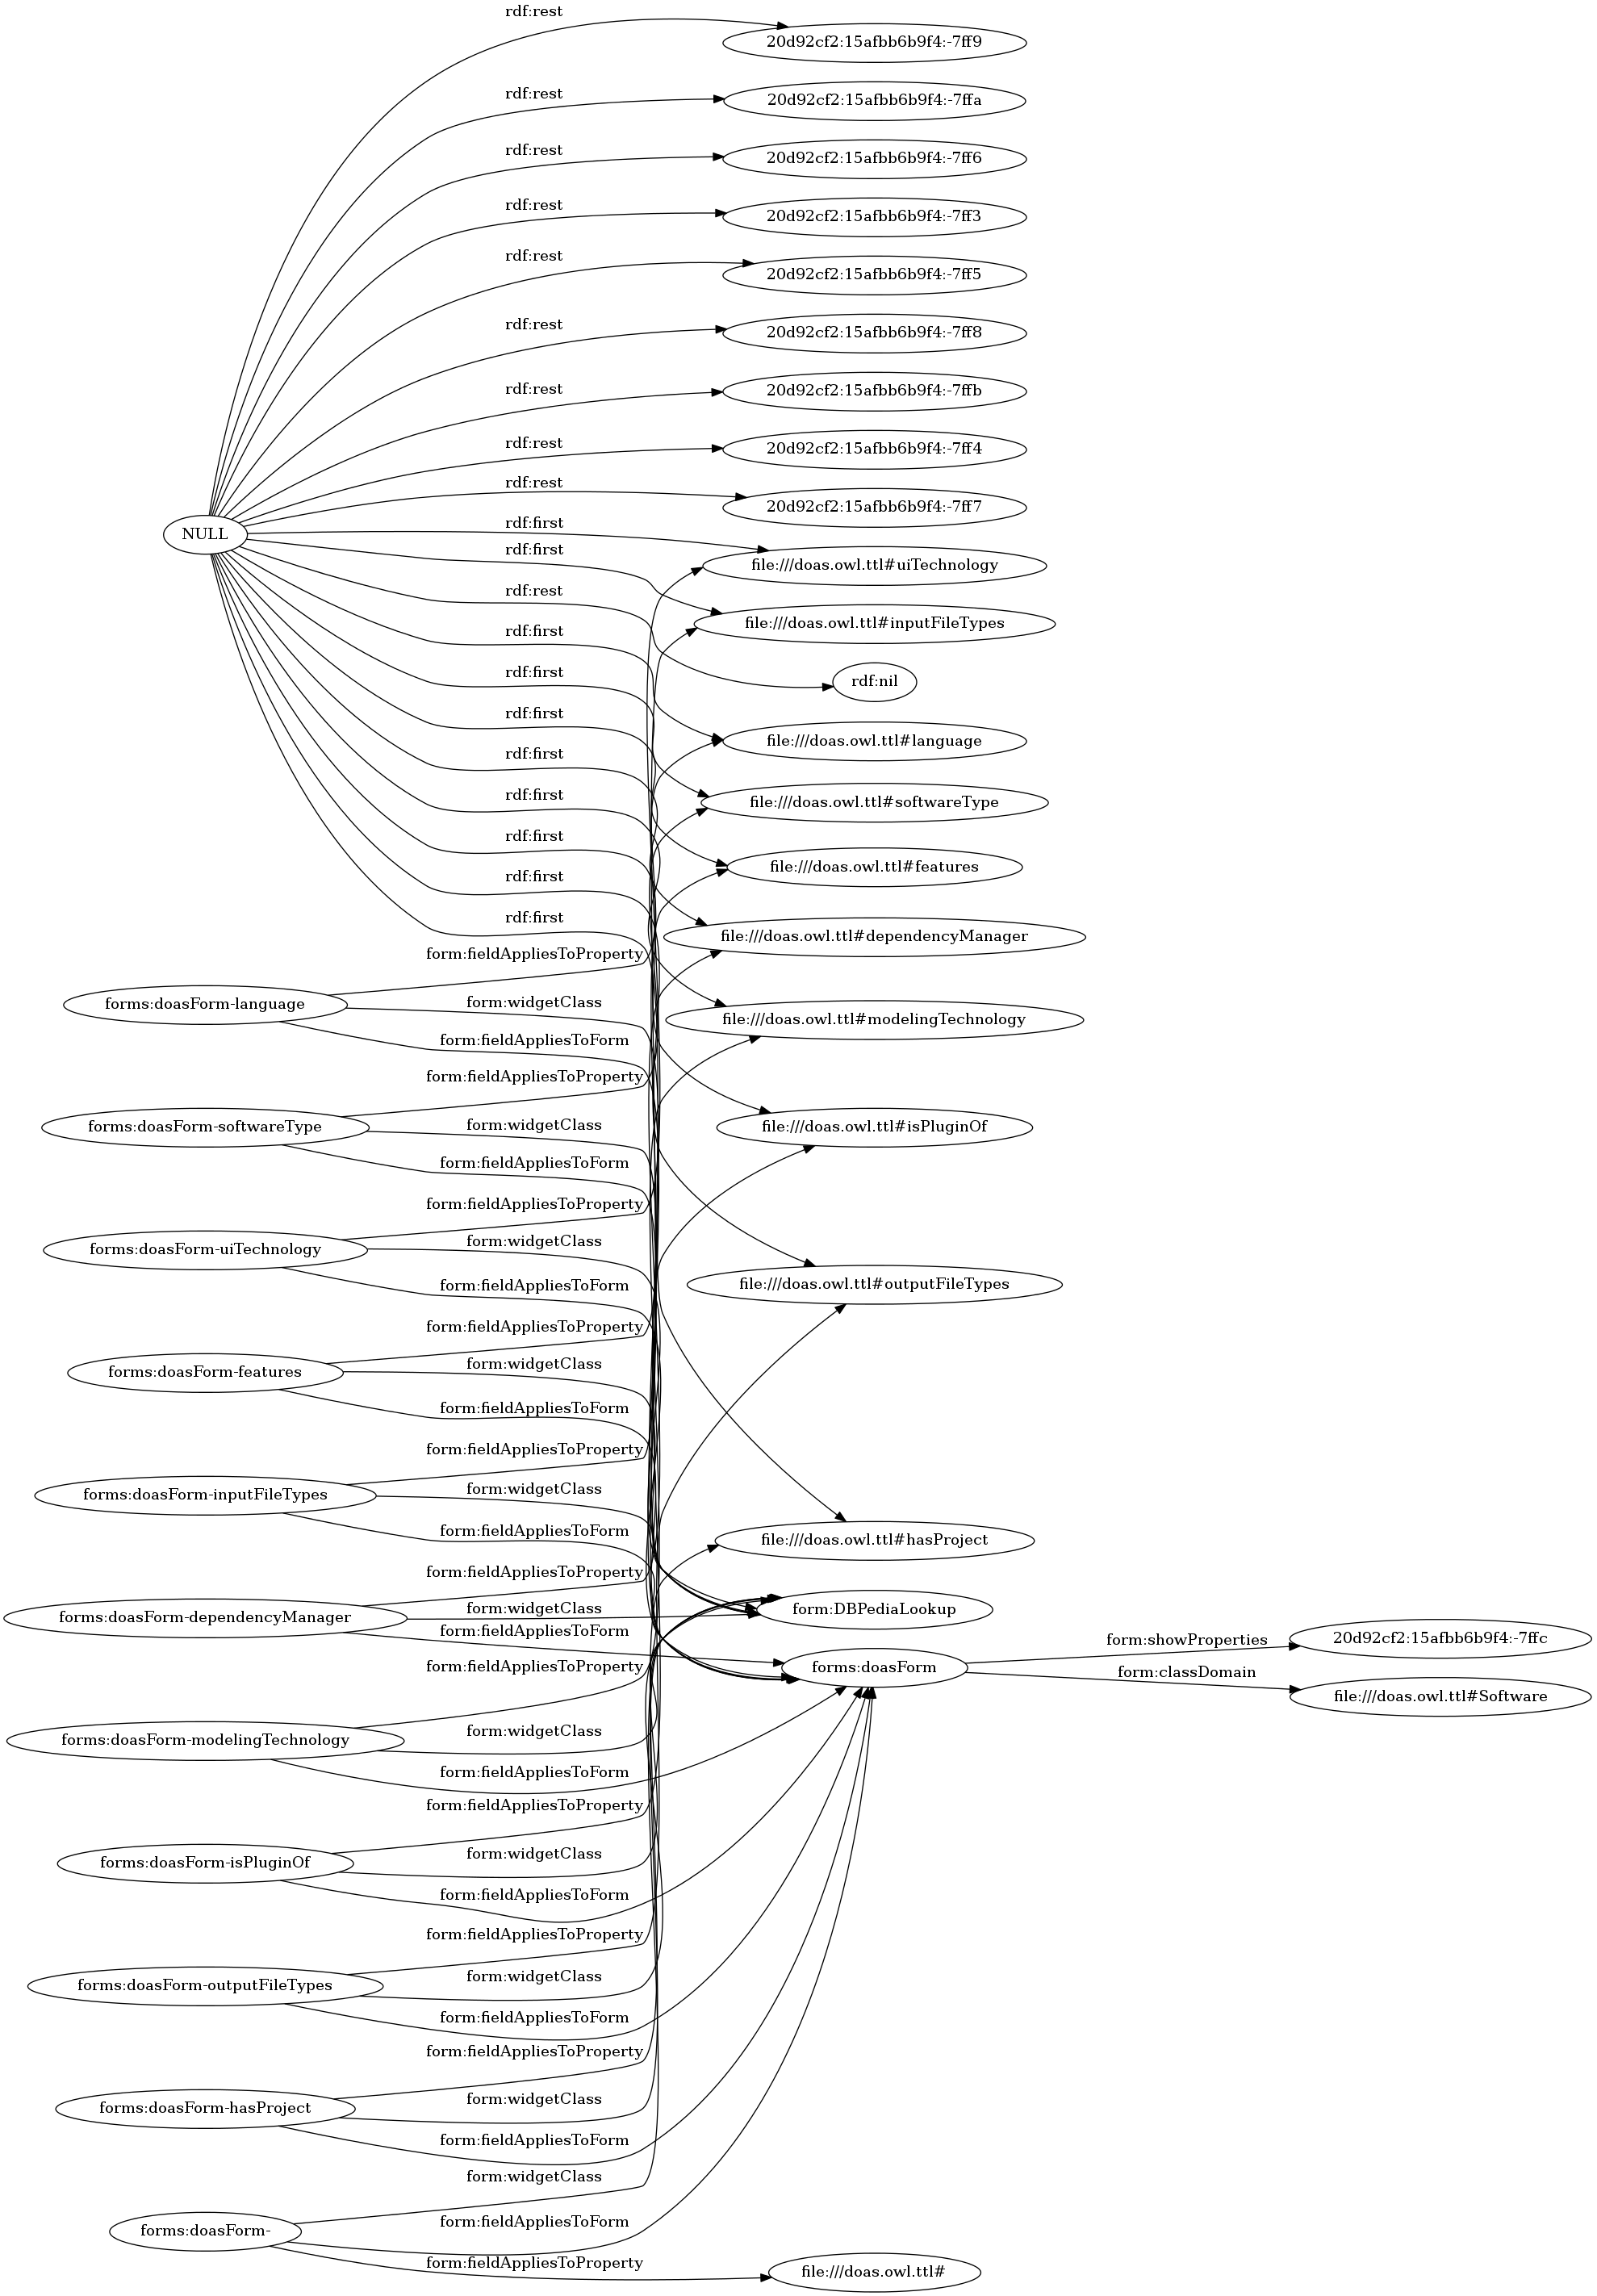 rdf:rest
20d92cf2:15afbb6b9f4:-7ff9
rdf:rest
20d92cf2:15afbb6b9f4:-7ffa
rdf:rest
20d92cf2:15afbb6b9f4:-7ff6
rdf:rest
20d92cf2:15afbb6b9f4:-7ff3
rdf:rest
20d92cf2:15afbb6b9f4:-7ff5
rdf:rest
20d92cf2:15afbb6b9f4:-7ff8
rdf:rest
20d92cf2:15afbb6b9f4:-7ffb
rdf:rest
20d92cf2:15afbb6b9f4:-7ff4
rdf:rest
20d92cf2:15afbb6b9f4:-7ff7
NULL
rdf:first
rdf:first
file:///doas.owl.ttl#uiTechnology
rdf:rest
file:///doas.owl.ttl#inputFileTypes
rdf:first
rdf:first
rdf:nil
rdf:first
file:///doas.owl.ttl#language
rdf:first
rdf:first
file:///doas.owl.ttl#softwareType
rdf:first
rdf:first
file:///doas.owl.ttl#features
rdf:first
file:///doas.owl.ttl#dependencyManager
form:fieldAppliesToProperty
forms:doasForm-language
form:widgetClass
file:///doas.owl.ttl#modelingTechnology
form:fieldAppliesToForm
form:fieldAppliesToProperty
forms:doasForm-softwareType
form:widgetClass
file:///doas.owl.ttl#isPluginOf
form:fieldAppliesToForm
form:fieldAppliesToProperty
forms:doasForm-uiTechnology
form:widgetClass
form:fieldAppliesToForm
file:///doas.owl.ttl#outputFileTypes
form:fieldAppliesToProperty
forms:doasForm-features
form:widgetClass
form:fieldAppliesToForm
form:fieldAppliesToProperty
forms:doasForm-inputFileTypes
form:widgetClass
form:fieldAppliesToForm
file:///doas.owl.ttl#hasProject
form:fieldAppliesToProperty
forms:doasForm-dependencyManager
form:widgetClass
form:DBPediaLookup
form:fieldAppliesToForm
form:showProperties
20d92cf2:15afbb6b9f4:-7ffc
form:fieldAppliesToProperty
forms:doasForm
form:classDomain
file:///doas.owl.ttl#Software
forms:doasForm-modelingTechnology
form:widgetClass
form:fieldAppliesToForm
form:fieldAppliesToProperty
forms:doasForm-isPluginOf
form:widgetClass
form:fieldAppliesToForm
form:fieldAppliesToProperty
forms:doasForm-outputFileTypes
form:widgetClass
form:fieldAppliesToForm
form:fieldAppliesToProperty
forms:doasForm-hasProject
form:widgetClass
form:fieldAppliesToForm
form:widgetClass
forms:doasForm-
form:fieldAppliesToForm
form:fieldAppliesToProperty
file:///doas.owl.ttl#